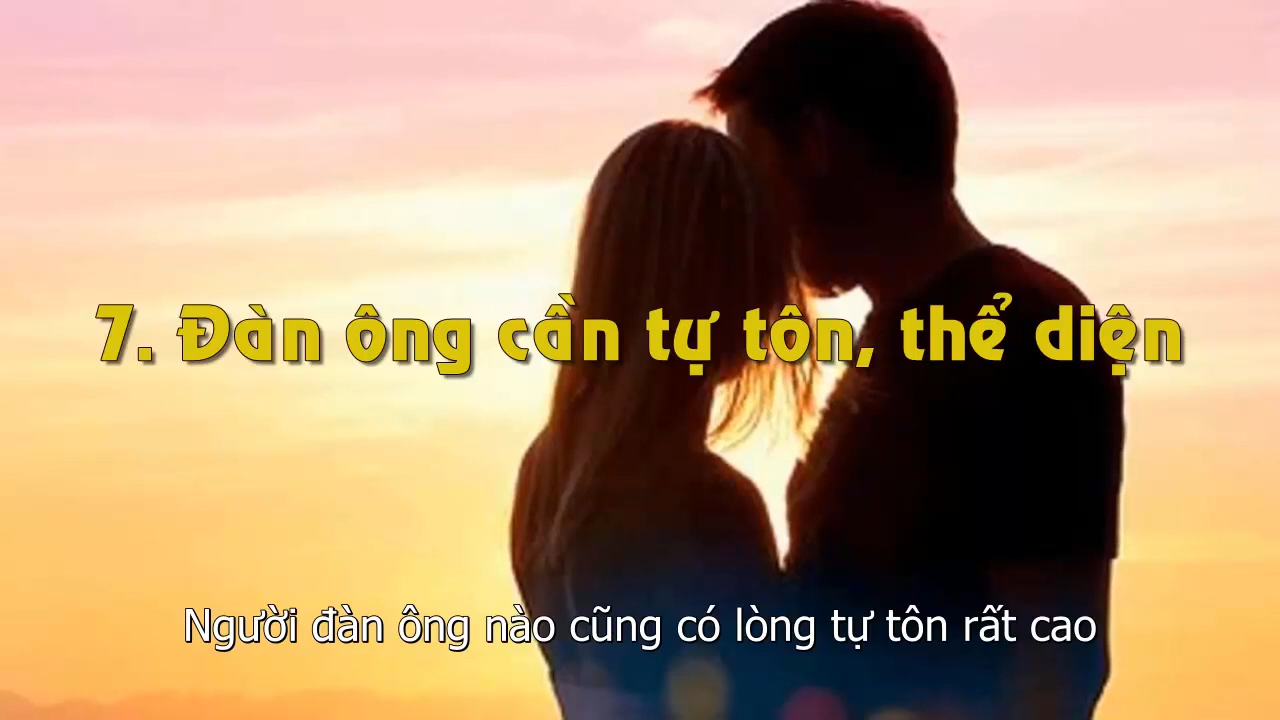 7. Đàn ông cần tự tôn, thể diện
Người đàn ông nào cũng có lòng tự tôn rất cao